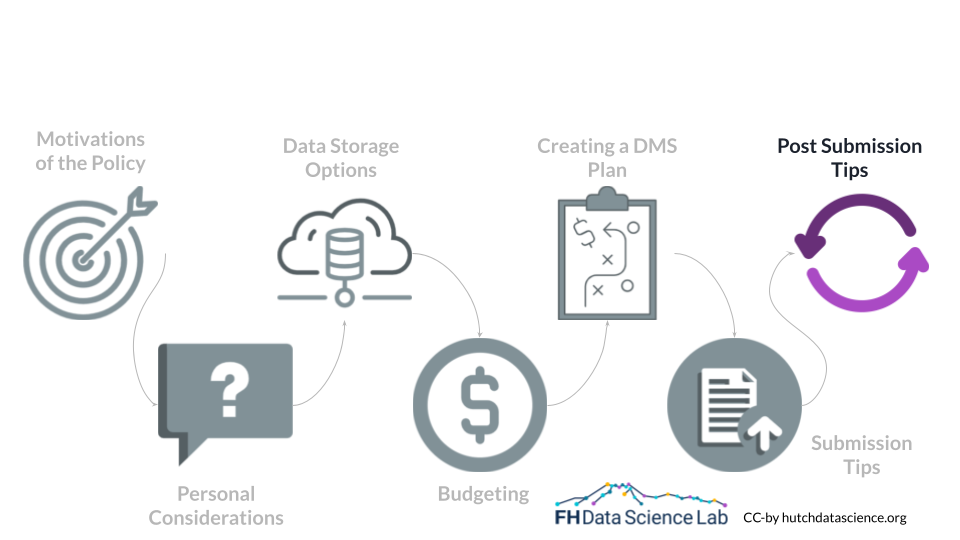 Motivations
of the Policy
Data Storage
Options
Creating a DMS
Plan
Post Submission
Tips
?
$
$
Submission
Tips
Personal
Considerations
Budgeting
FH Data Science Lab
CC-by hutchdatascience.org